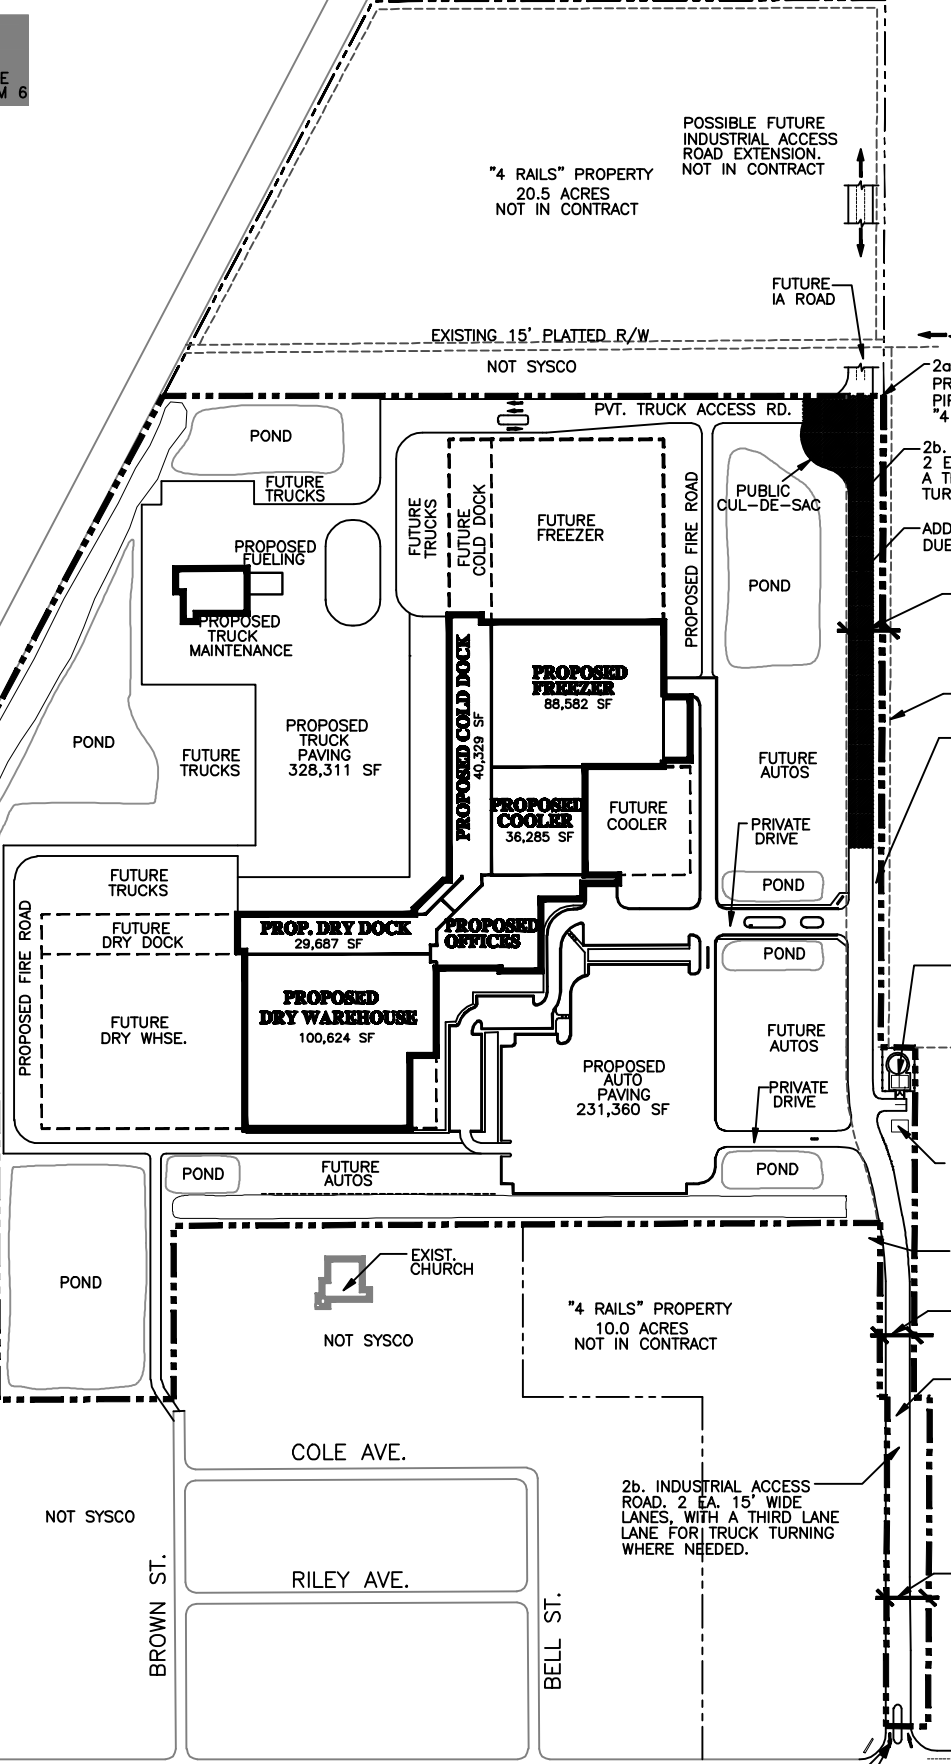 E
M 6
POSSIBLE FUTURE
INDUSTRIAL ACCESS
ROAD EXTENSION.
NOT IN CONTRACT
"4 RAILS" PROPERTY
20.5 ACRES
NOT IN CONTRACT
FUTURE
IA ROAD
EXISTING 15' PLATTED R/W
NOT SYSCO
2a
PR
PIP
"4
PVT. TRUCK ACCESS RD.
POND
FUTURE
TRUCKS
2b.
2 E
A T
TUR
PUBLIC
CUL-DE-SAC
FUTURE
TRUCKS
FUTURE
COLD DOCK
FUTURE
FREEZER
PROPOSED FIRE ROAD
ADD
DUE
PROPOSED
FUELING
POND
PROPOSED
TRUCK
MAINTENANCE
PROPOSED COLD DOCK
40,329 SF
PROPOSED
FREEZER
88,582 SF
POND
FUTURE
TRUCKS
PROPOSED
TRUCK
PAVING
328,311 SF
FUTURE
AUTOS
PROPOSED
COOLER
36,285 SF
FUTURE
COOLER
PRIVATE
DRIVE
FUTURE
TRUCKS
POND
PROPOSED FIRE ROAD
FUTURE
DRY DOCK
PROP. DRY DOCK
29,687 SF
PROPOSED
OFFICES
POND
FUTURE
DRY WHSE.
PROPOSED
DRY WAREHOUSE
100,624 SF
FUTURE
AUTOS
PROPOSED
AUTO
PAVING
231,360 SF
PRIVATE
DRIVE
POND
FUTURE
AUTOS
POND
POND
EXIST.
CHURCH
NOT SYSCO
"4 RAILS" PROPERTY
10.0 ACRES
NOT IN CONTRACT
COLE AVE.
NOT SYSCO
2b. INDUSTRIAL ACCESS
ROAD. 2 EA. 15' WIDE
LANES, WITH A THIRD LANE
LANE FOR TRUCK TURNING
WHERE NEEDED.
RILEY AVE.
BROWN ST.
BELL ST.